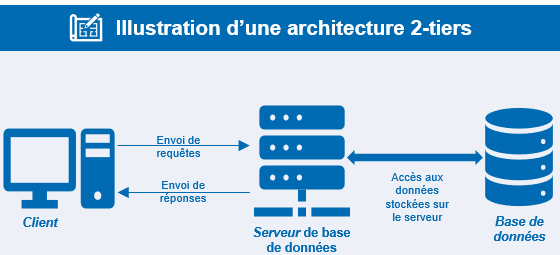 Illustration d’une architecture 2-tiers
Envoi de
requêtes
Envoi de
réponses
Client
Serveur de base
de données
Accès aux
données
stockées sur
le serveur
Base de
données